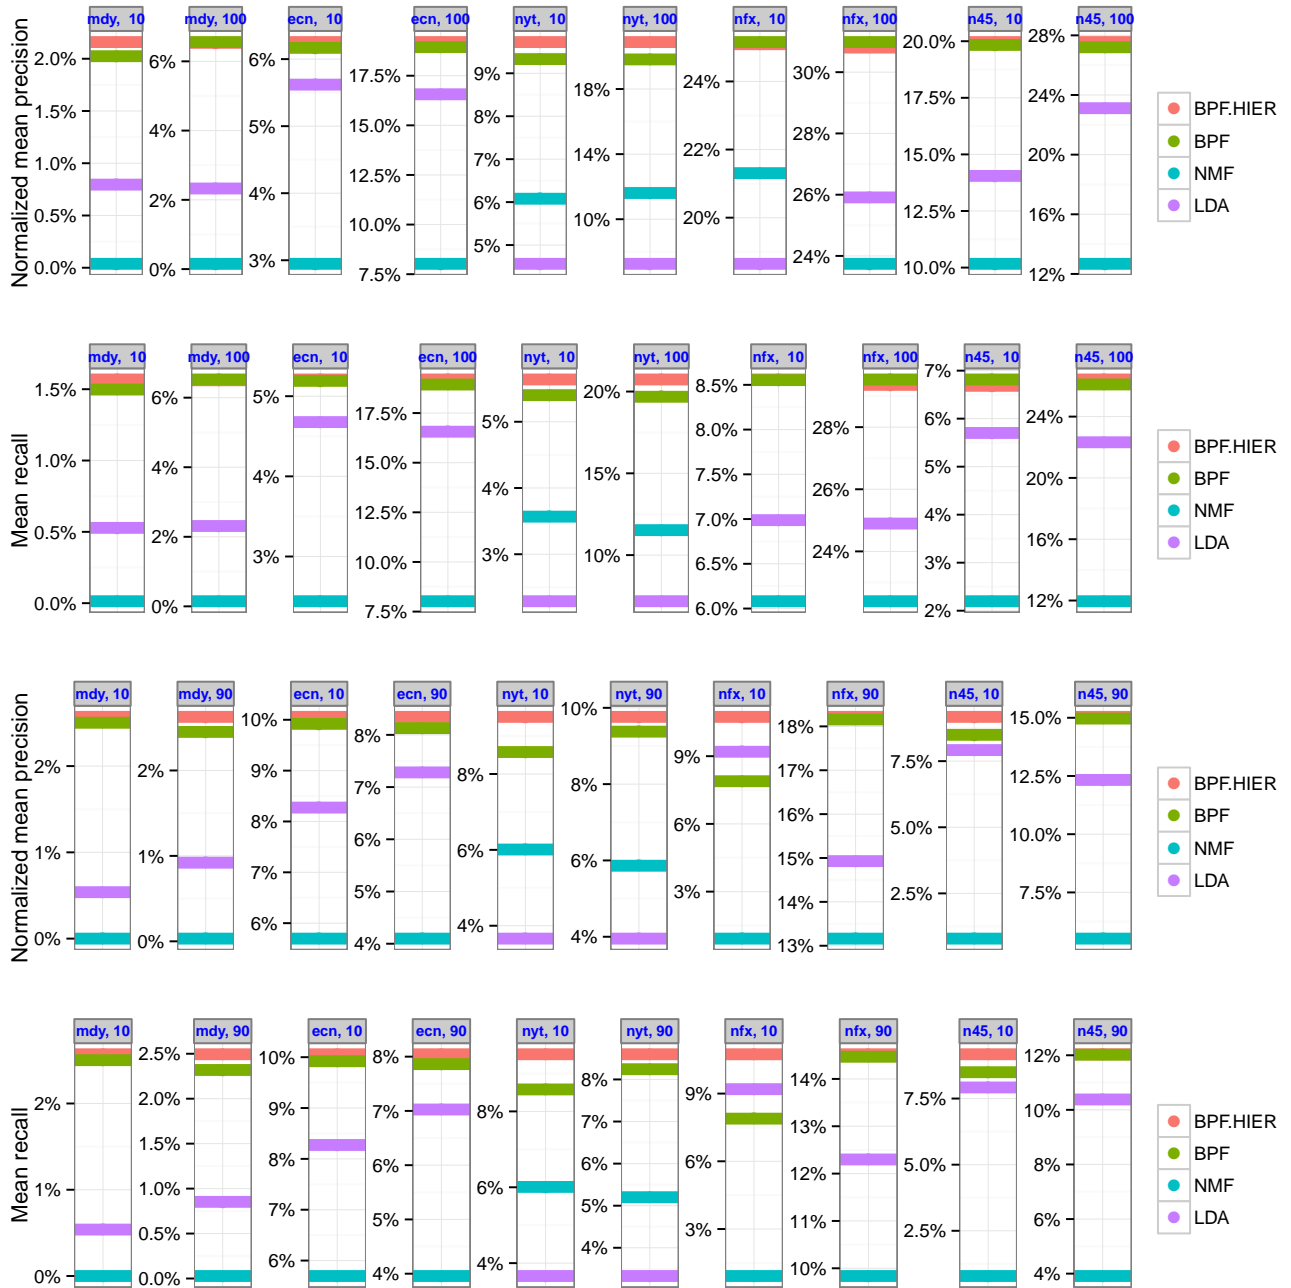 mdy, 10 mdy, 100 ecn, 10 ecn, 100 nyt, 10 nyt, 100 nfx, 10 nfx, 100 n45, 10 n45, 100
Normalized mean precision
2.0% 1.5% 1.0% 0.5% 0.0%
6% 4% 2% 0%
6% 5% 4% 3%
17.5% 15.0% 12.5% 10.0% 7.5%
9% 8% 7% 6% 5%
18% 14% 10%
24% 22% 20%
30% 28% 26% 24%
20.0% 17.5% 15.0% 12.5% 10.0%
28% 24% 20% 16% 12%
BPF.HIER
BPF
NMF
LDA
mdy, 10 mdy, 100 ecn, 10 ecn, 100 nyt, 10 nyt, 100 nfx, 10 nfx, 100 n45, 10 n45, 100
Mean recall
1.5% 1.0% 0.5% 0.0%
6% 4% 2% 0%
5% 4% 3%
17.5% 15.0% 12.5% 10.0% 7.5%
5% 4% 3%
20% 15% 10%
8.5% 8.0% 7.5% 7.0% 6.5% 6.0%
28% 26% 24%
7% 6% 5% 4% 3% 2%
24% 20% 16% 12%
BPF.HIER
BPF
NMF
LDA
mdy, 10 mdy, 90 ecn, 10 ecn, 90 nyt, 10 nyt, 90 nfx, 10 nfx, 90 n45, 10 n45, 90
Normalized mean precision
2% 1% 0%
2% 1% 0%
10% 9% 8% 7% 6%
8% 7% 6% 5% 4%
8% 6% 4%
10% 8% 6% 4%
9% 6% 3%
18% 17% 16% 15% 14% 13%
7.5% 5.0% 2.5%
15.0% 12.5% 10.0% 7.5%
BPF.HIER
BPF
NMF
LDA
mdy, 10 mdy, 90 ecn, 10 ecn, 90 nyt, 10 nyt, 90 nfx, 10 nfx, 90 n45, 10 n45, 90
Mean recall
2% 1% 0%
2.5% 2.0% 1.5% 1.0% 0.5% 0.0%
10% 9% 8% 7% 6%
8% 7% 6% 5% 4%
8% 6% 4%
8% 7% 6% 5% 4%
9% 6% 3%
14% 13% 12% 11% 10%
7.5% 5.0% 2.5%
12% 10% 8% 6% 4%
BPF.HIER
BPF
NMF
LDA